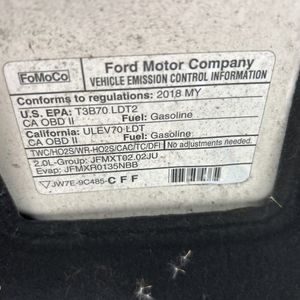 FoMoCo
Ford Motor Company
VEHICLE EMISSION CONTROL INFORMATION
Conforms to regulations: 2018 MY
U.S. EPA: T3B70 LDT2
CA OBD II Fuel: Gasoline
California: ULEV70 LDT
CA OBD II Fuel: Gasoline
TWC/HO2S/WR-HO2S/CAC/TC/DFI No adjustments needed.
2.0L-Group: JFMXT02.02JU
Evap: JFMXR0135NBB
JW7E-9C485-CFF